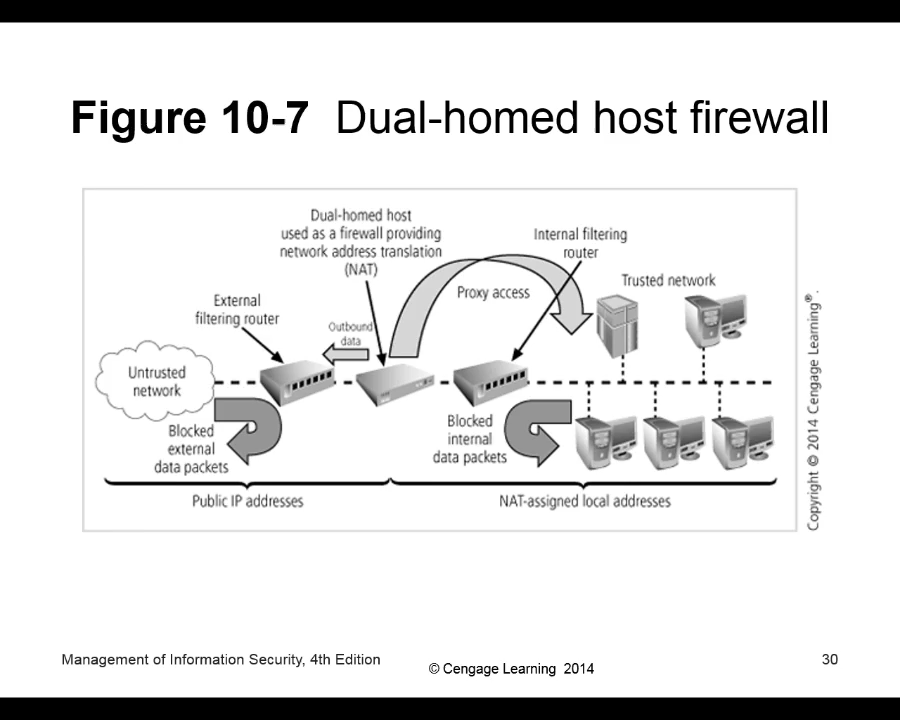 Figure 10-7 Dual-homed host firewall
Dual-homed host
used as a firewall providing
network address translation
(NAT)
Internal filtering
router
Proxy access
Trusted network
External
filtering router
Outbound
data
Untrusted
network
Blocked
external
data packets
Blocked
internal
data packets
Public IP addresses
NAT-assigned local addresses
Copyright © 2014 Cengage Learning®.
Management of Information Security, 4th Edition
© Cengage Learning 2014
30